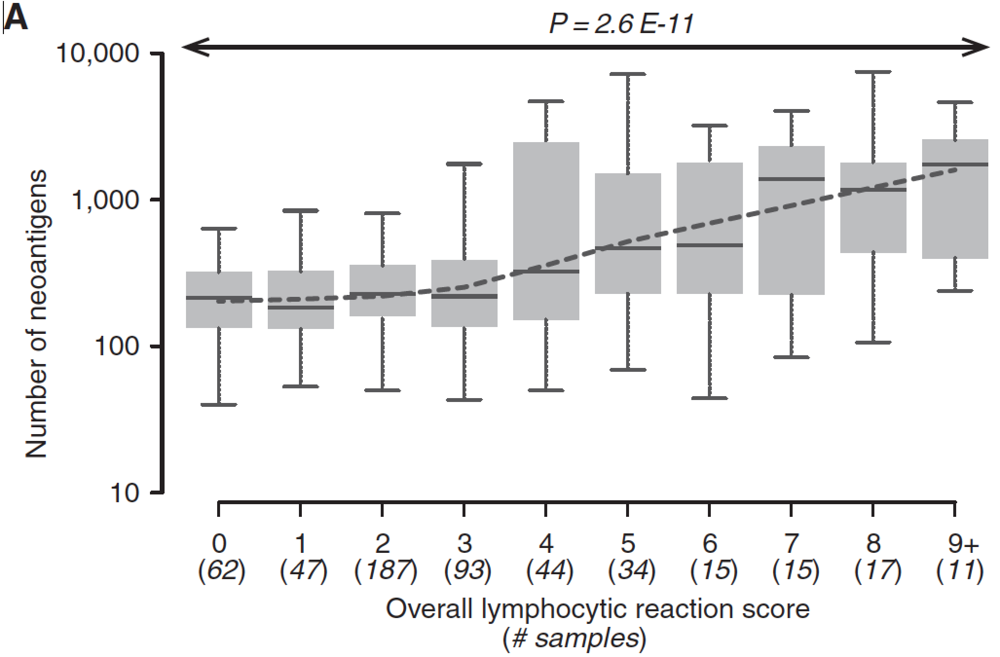 A
P = 2.6 E-11
10,000
1,000
100
10
Number of neoantigens
0 1 2 3 4 5 6 7 8 9+
(62) (47) (187) (93) (44) (34) (15) (15) (17) (11)
Overall lymphocytic reaction score
(# samples)